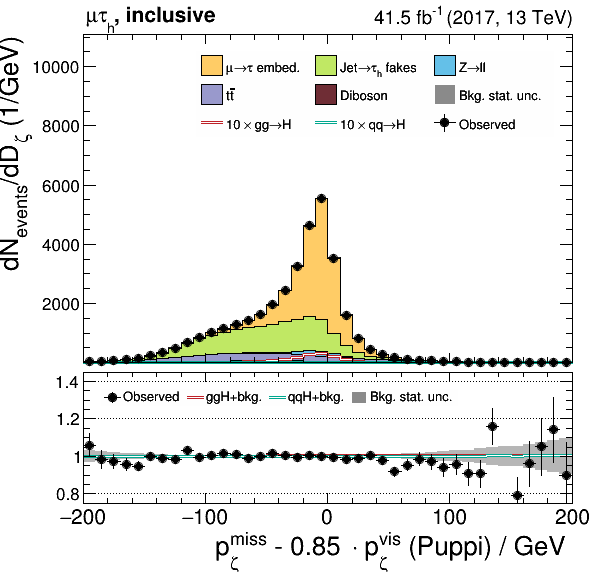 μτh, inclusive
41.5 fb⁻¹ (2017, 13 TeV)
dNevents/dDζ (1/GeV)
10000
8000
6000
4000
2000
μ→τ embed.
Jet→τh fakes
Z→ll
tt̅
Diboson
Bkg. stat. unc.
10 × gg→H
10 × qq→H
Observed
1.4
1.2
1
0.8
Observed
ggH+bkg.
qqH+bkg.
Bkg. stat. unc.
−200
−100
0
100
200
pζmiss - 0.85 · pζvis (Puppi) / GeV